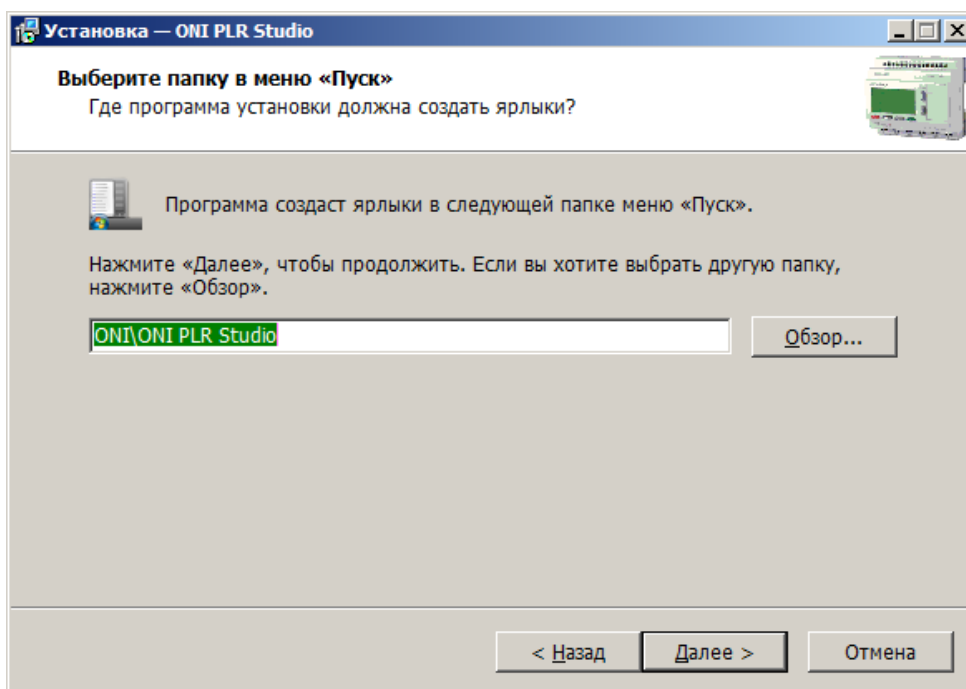 Установка — ONI PLR Studio
Выберите папку в меню «Пуск»
Где программа установки должна создать ярлыки?
Программа создаст ярлыки в следующей папке меню «Пуск».
Нажмите «Далее», чтобы продолжить. Если вы хотите выбрать другую папку,
нажмите «Обзор».
ONI\ONI PLR Studio
Обзор...
< Назад
Далее >
Отмена